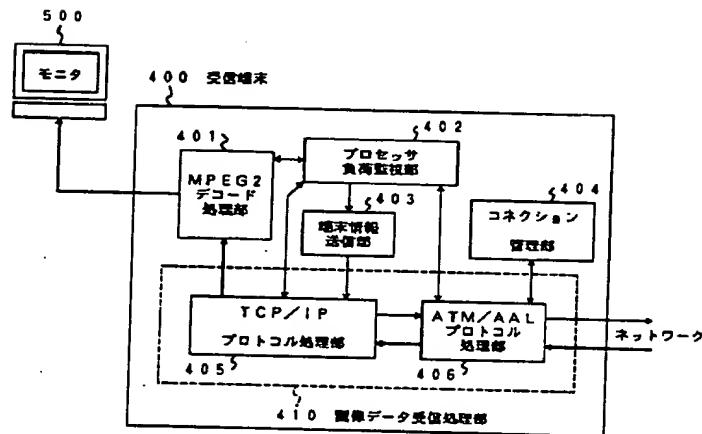 500
モニタ
400 受信端末
401
MPEG2
デコード
処理部
402
プロセッサ
負荷監視部
403
端末情報
送信部
404
コネクション
管理部
TCP/IP
プロトコル処理部
405
ATM/AAL
プロトコル
処理部
406
ネットワーク
410 画像データ受信処理部